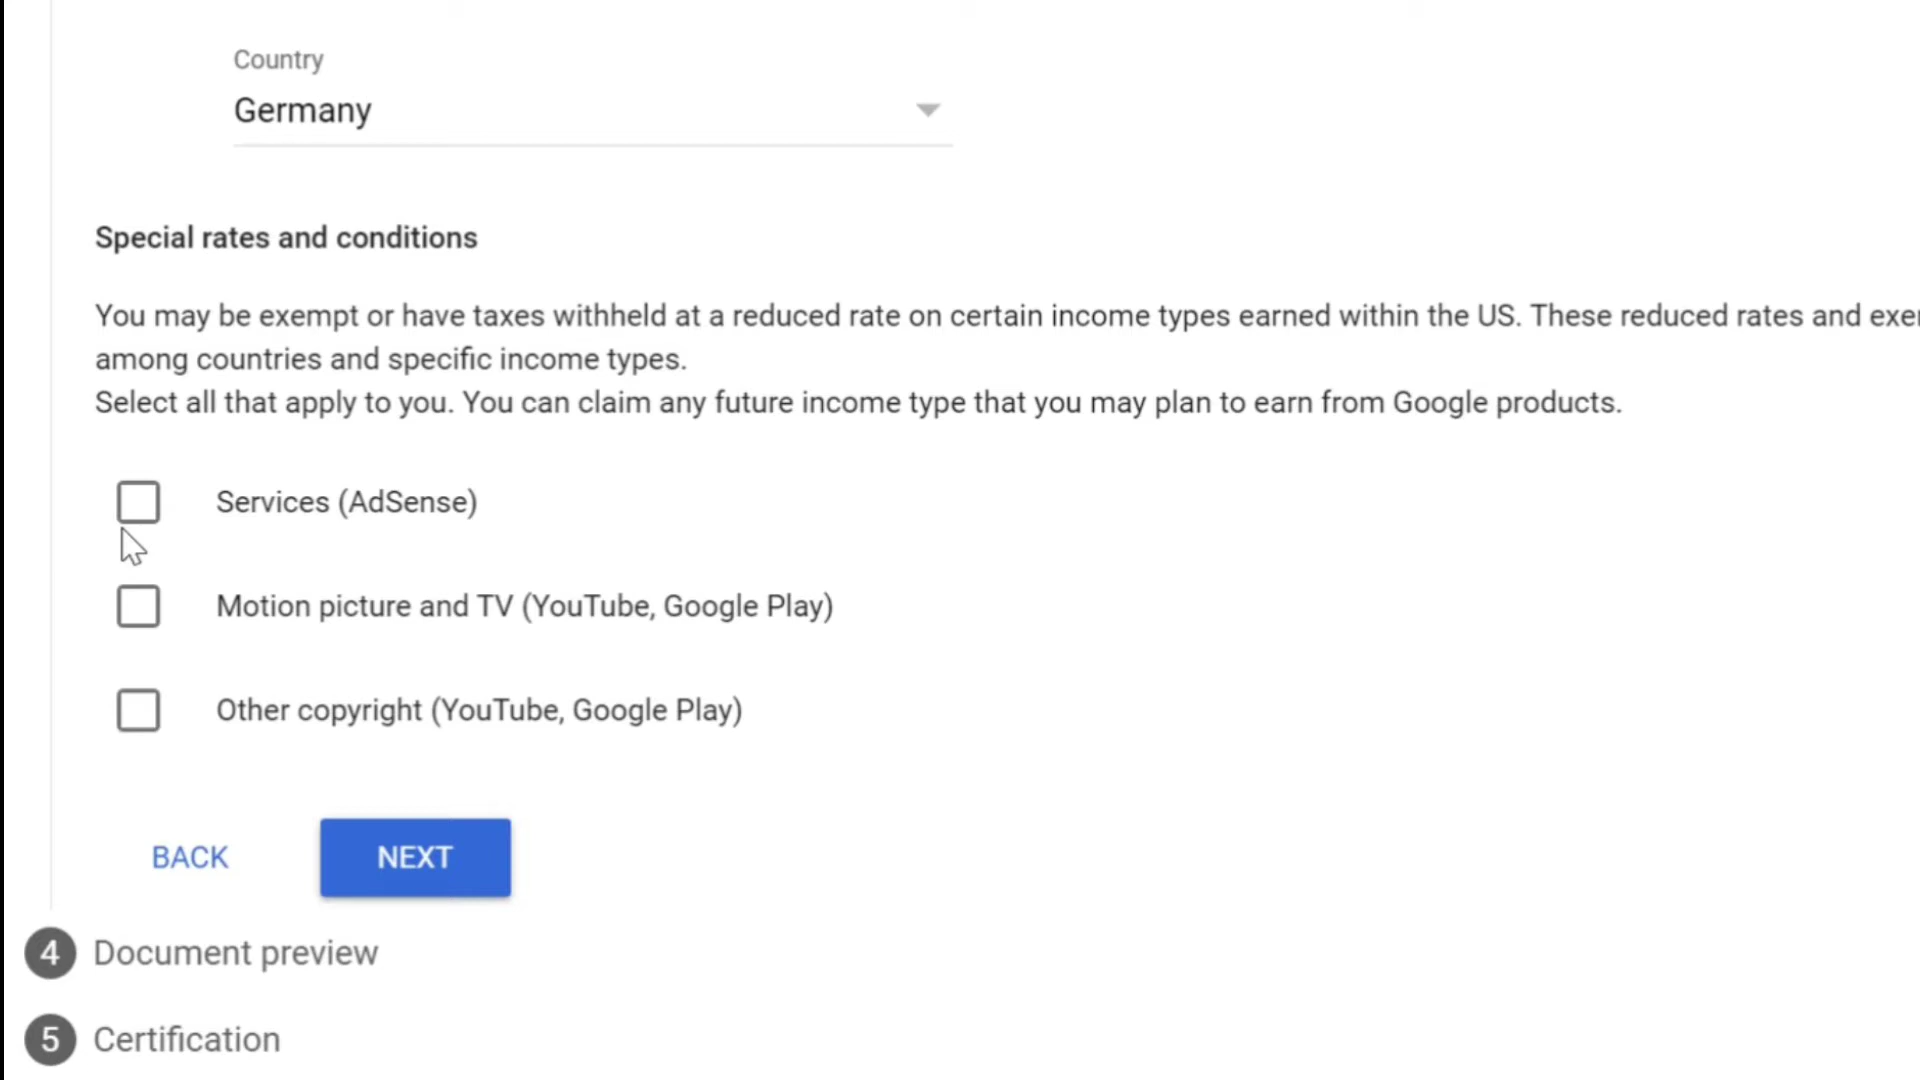 Country
Germany
Special rates and conditions
You may be exempt or have taxes withheld at a reduced rate on certain income types earned within the US. These reduced rates and
among countries and specific income types.
Select all that apply to you. You can claim any future income type that you may plan to earn from Google products.
Services (AdSense)
Motion picture and TV (YouTube, Google Play)
Other copyright (YouTube, Google Play)
BACK
NEXT
4 Document preview
5 Certification